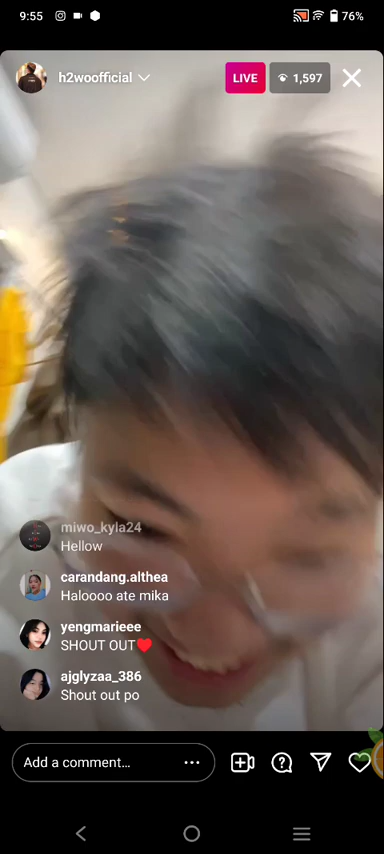 9:55
76%
h2woofficial
LIVE
1,597
miwo_kyla24
Hellow
carandang.althea
Haloooo ate mika
yengmarieee
SHOUT OUT❤️
ajglyzaa_386
Shout out po
Add a comment...